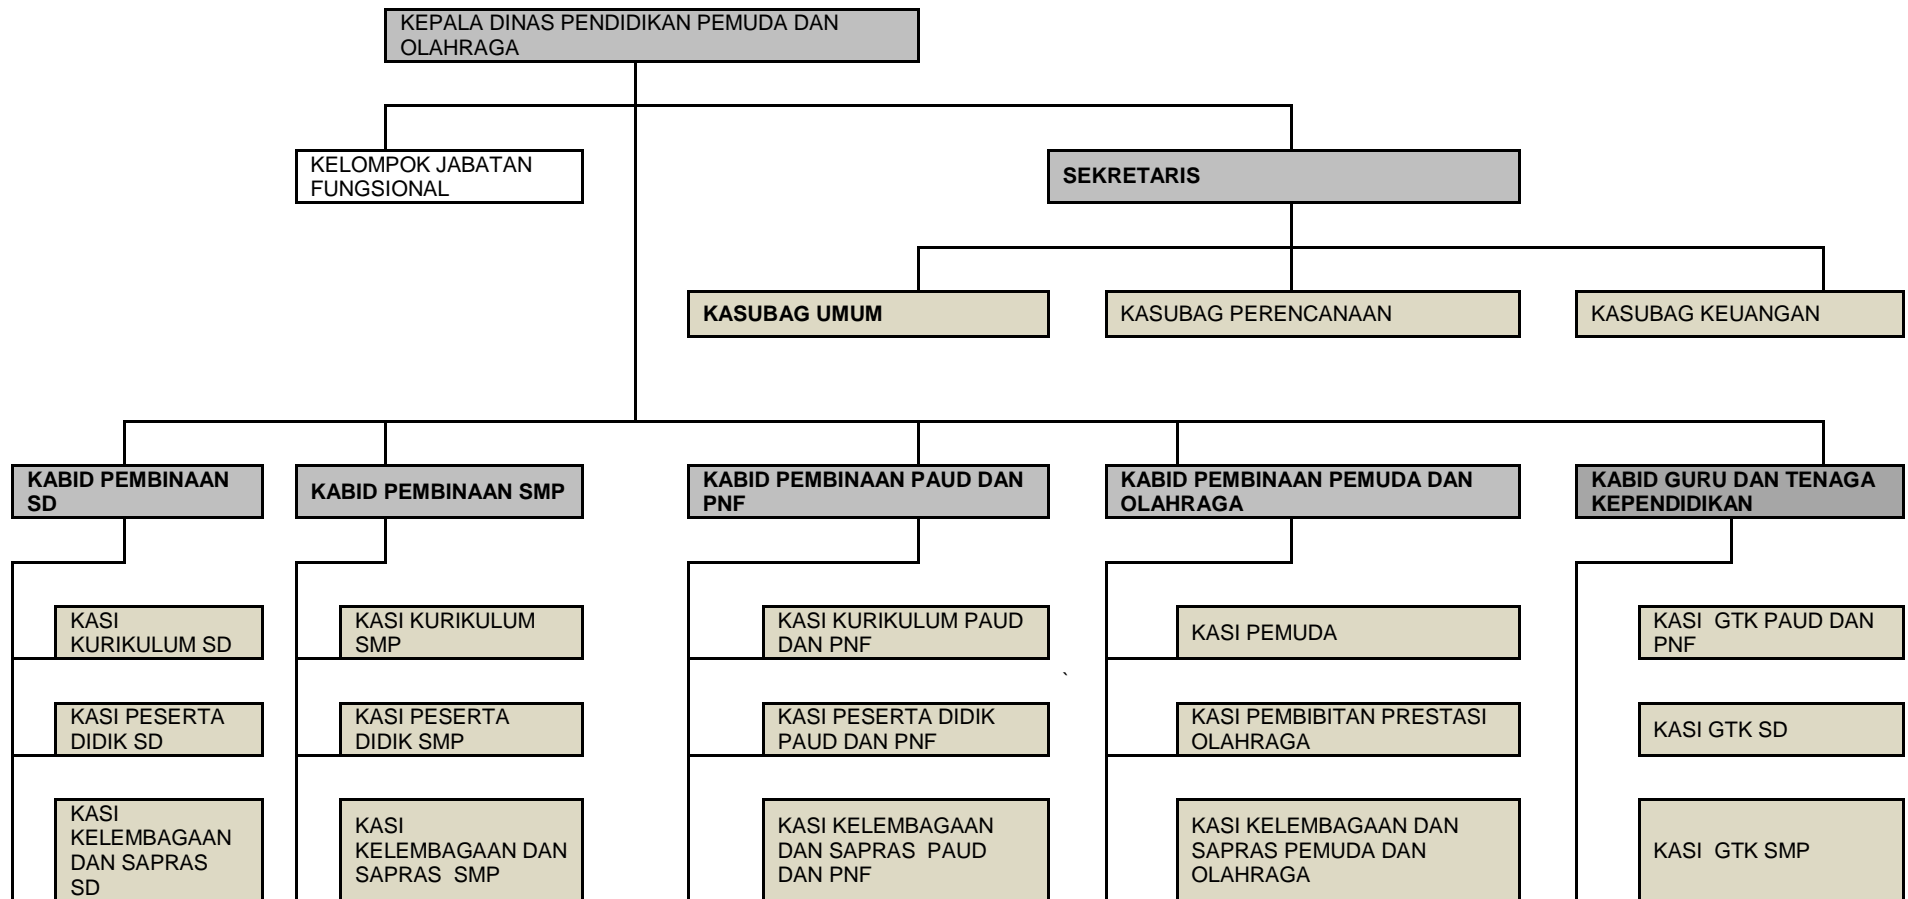 KEPALA DINAS PENDIDIKAN PEMUDA DAN
OLAHRAGA
KELOMPOK JABATAN
FUNGSIONAL
SEKRETARIS
KASUBAG UMUM
KASUBAG PERENCANAAN
KASUBAG KEUANGAN
KABID PEMBINAAN
SD
KABID PEMBINAAN SMP
KABID PEMBINAAN PAUD DAN
PNF
KABID PEMBINAAN PEMUDA DAN
OLAHRAGA
KABID GURU DAN TENAGA
KEPENDIDIKAN
KASI
KURIKULUM SD
KASI KURIKULUM
SMP
KASI KURIKULUM PAUD
DAN PNF
KASI PEMUDA
KASI  GTK PAUD DAN
PNF
`
KASI PESERTA
DIDIK SD
KASI PESERTA
DIDIK SMP
KASI PESERTA DIDIK
PAUD DAN PNF
KASI PEMBIBITAN PRESTASI
OLAHRAGA
KASI GTK SD
KASI
KELEMBAGAAN
DAN SAPRAS
SD
KASI
KELEMBAGAAN DAN
SAPRAS  SMP
KASI KELEMBAGAAN
DAN SAPRAS  PAUD
DAN PNF
KASI KELEMBAGAAN DAN
SAPRAS PEMUDA DAN
OLAHRAGA
KASI  GTK SMP